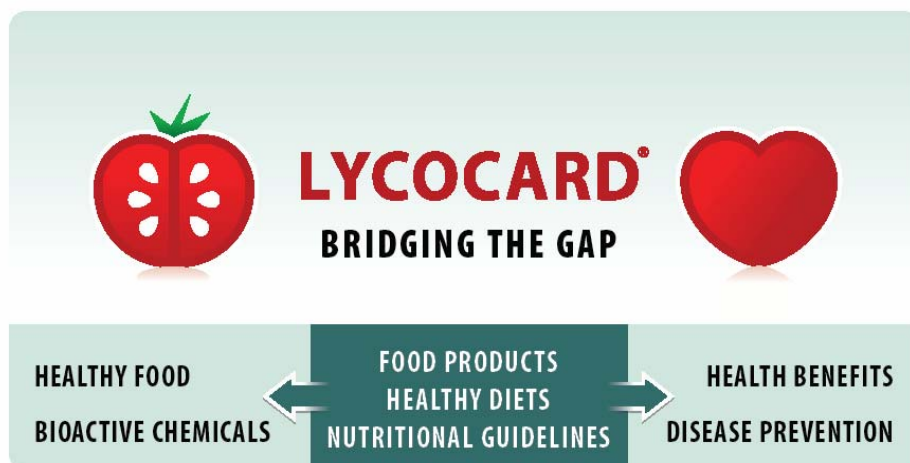 LYCOCARD®
BRIDGING THE GAP
HEALTHY FOOD
BIOACTIVE CHEMICALS
FOOD PRODUCTS
HEALTHY DIETS
NUTRITIONAL GUIDELINES
HEALTH BENEFITS
DISEASE PREVENTION